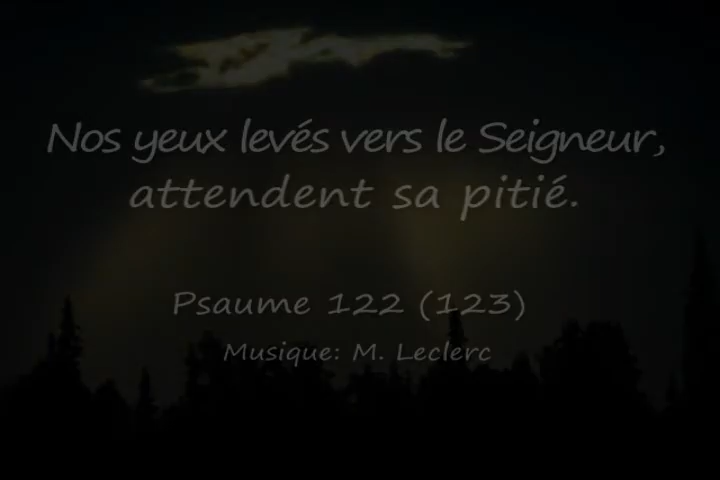 Nos yeux levés vers le Seigneur,
attendent sa pitié.
Psaume 122 (123)
Musique: M. Leclerc